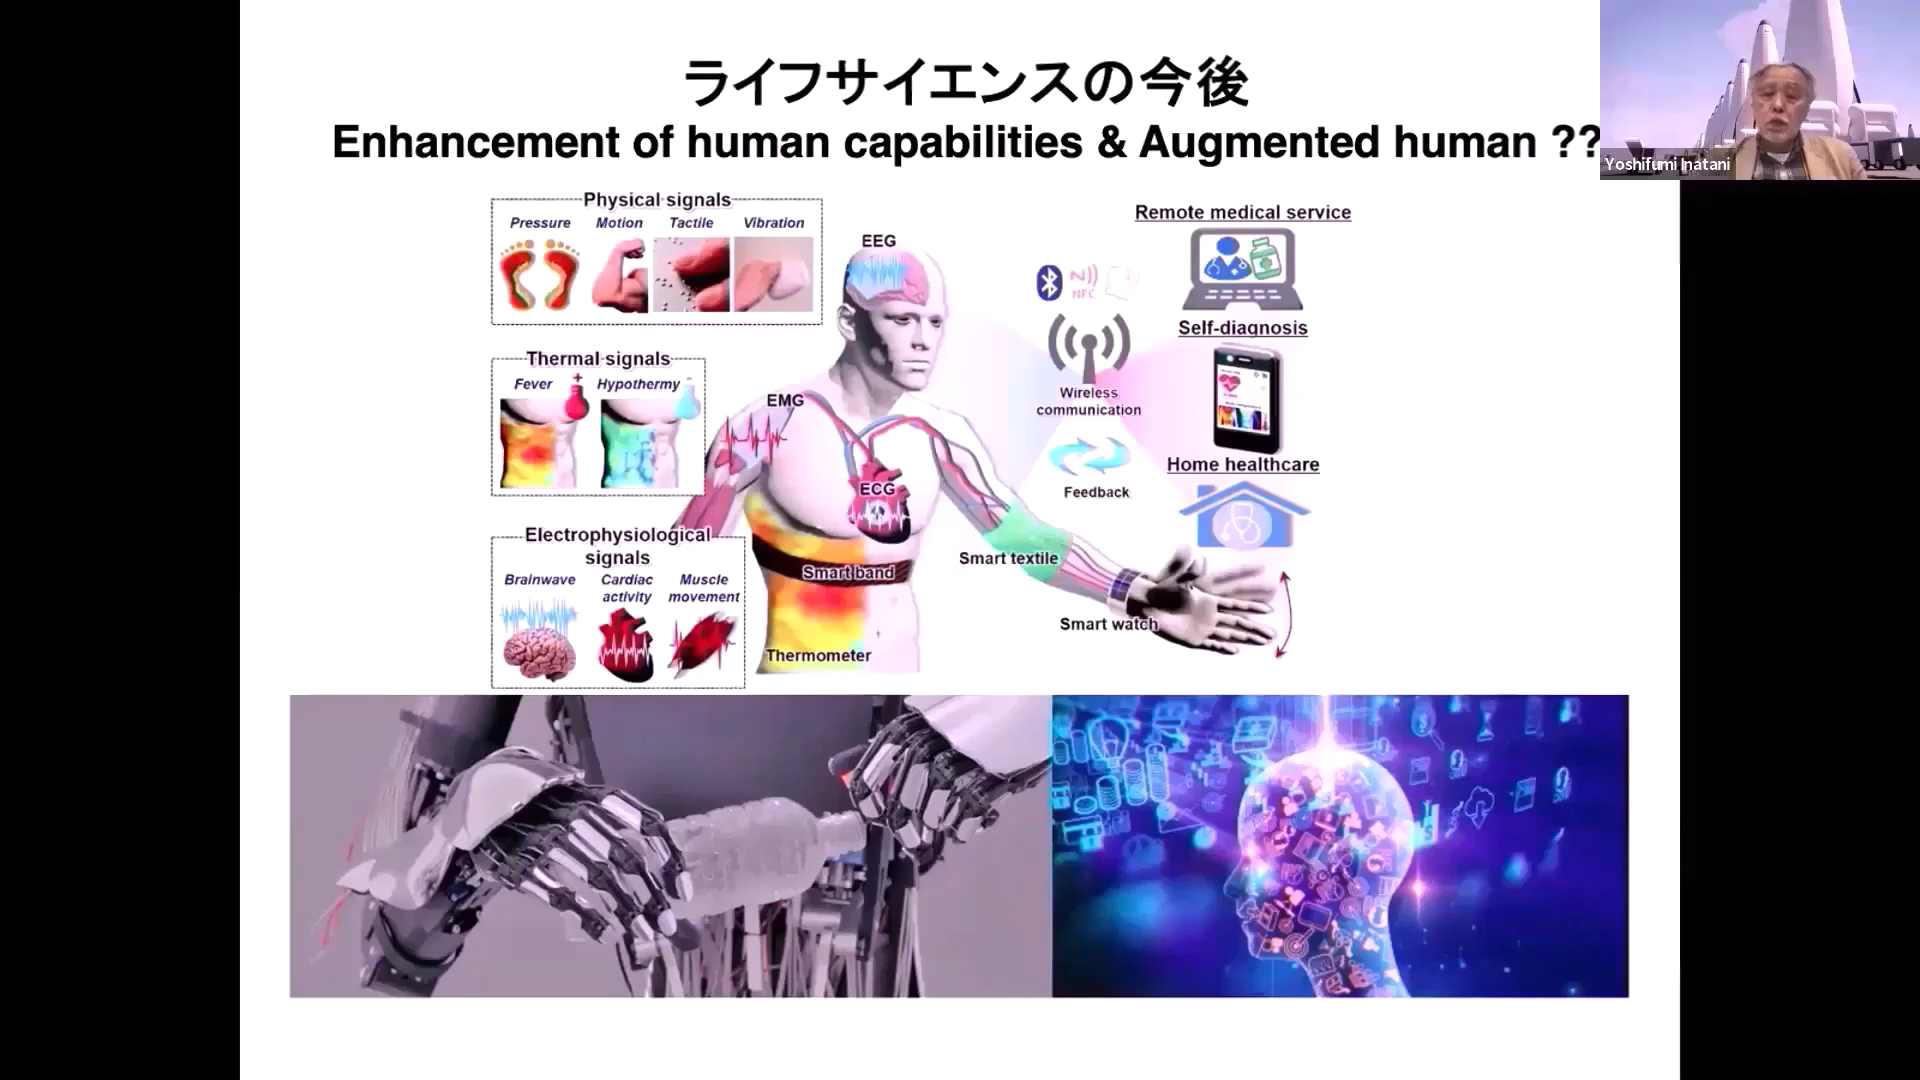 ライフサイエンスの今後
Enhancement of human capabilities & Augmented human ??
Yoshifumi Inatani
Physical signals
Pressure
Motion
Tactile
Vibration
Thermal signals
Fever
Hypothermy
Electrophysiological
signals
Brainwave
Cardiac
activity
Muscle
movement
EEG
EMG
ECG
Smart band
Thermometer
Smart textile
Smart watch
NFC
Wireless
communication
Feedback
Remote medical service
Self-diagnosis
Home healthcare